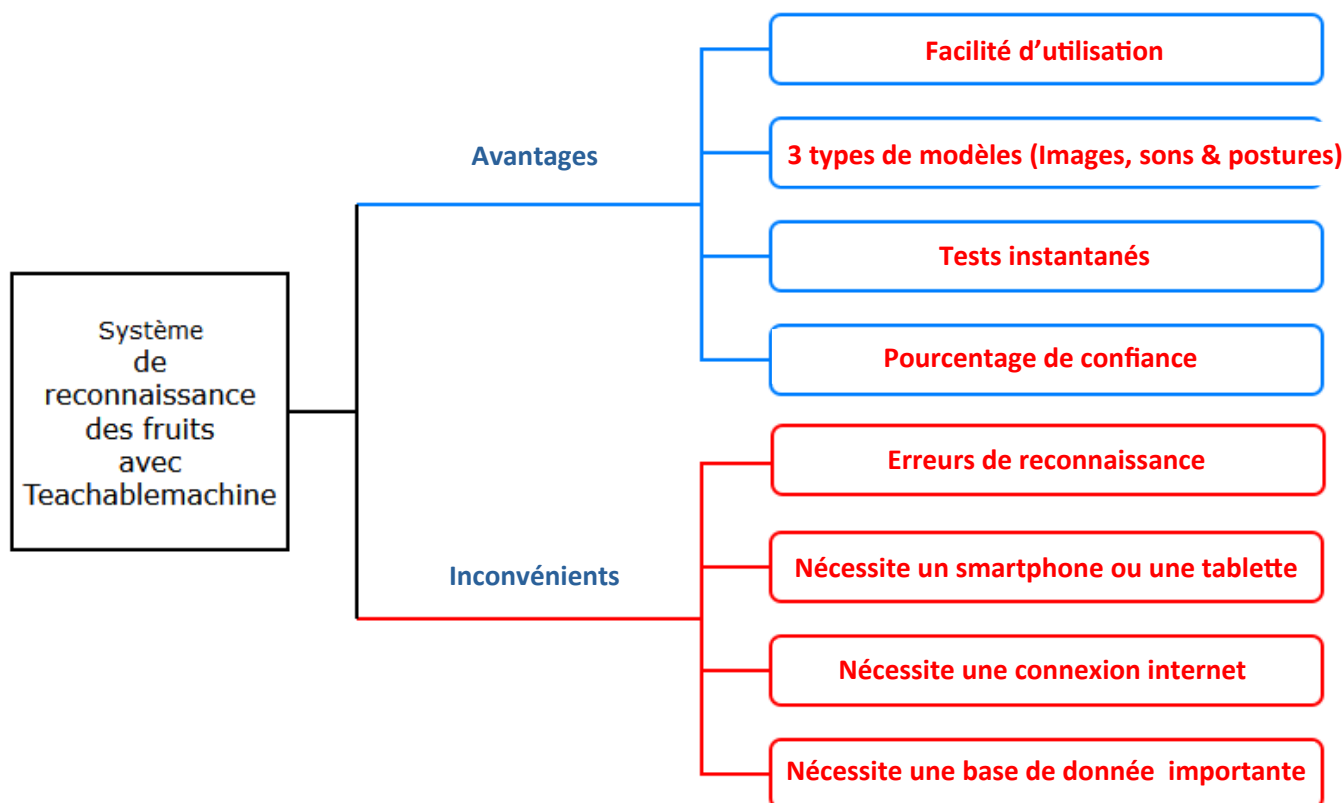 Système
de
reconnaissance
des fruits
avec
Teachablemachine
Avantages
Facilité d’utilisation
3 types de modèles (Images, sons & postures)
Tests instantanés
Pourcentage de confiance
Inconvénients
Erreurs de reconnaissance
Nécessite un smartphone ou une tablette
Nécessite une connexion internet
Nécessite une base de donnée  importante